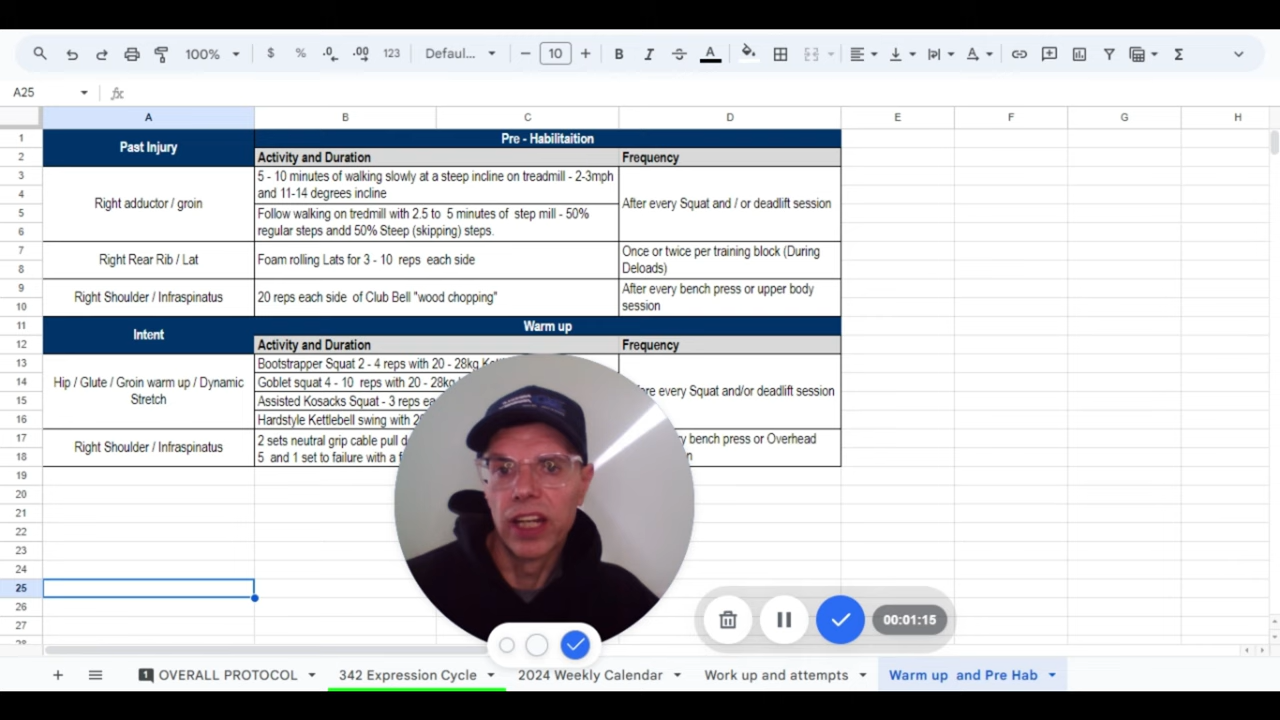 100% $ % .0 .00 123 Defaul... 10 B I A Σ
A25 fx
A B C D E F G H
1 Past Injury Pre - Habilitaition
2 Activity and Duration Frequency
3 5 - 10 minutes of walking slowly at a steep incline on treadmill - 2-3mph
4 and 11-14 degrees incline
Right adductor / groin After every Squat and / or deadlift session
5 Follow walking on tredmill with 2.5 to 5 minutes of step mill - 50%
6 regular steps andd 50% Steep (skipping) steps.
7 Once or twice per training block (During
Right Rear Rib / Lat Foam rolling Lats for 3 - 10 reps each side
8 Deloads)
9 After every bench press or upper body
Right Shoulder / Infraspinatus 20 reps each side of Club Bell "wood chopping"
10 session
11 Intent Warm up
12 Activity and Duration Frequency
13 Bootstrapper Squat 2 - 4 reps with 20 - 28kg
14 Hip / Glute / Groin warm up / Dynamic Goblet squat 4 - 10 reps with 20 - 28kg
Stretch every Squat and/or deadlift session
15 Assisted Kosacks Squat - 3 reps
16 Hardstyle Kettlebell swing with
17 2 sets neutral grip cable pull bench press or Overhead
Right Shoulder / Infraspinatus
18 5 and 1 set to failure with a
19
20
21
22
23
24
25
26
27
28
00:01:15
+ 1 OVERALL PROTOCOL 342 Expression Cycle 2024 Weekly Calendar Work up and attempts Warm up and Pre Hab